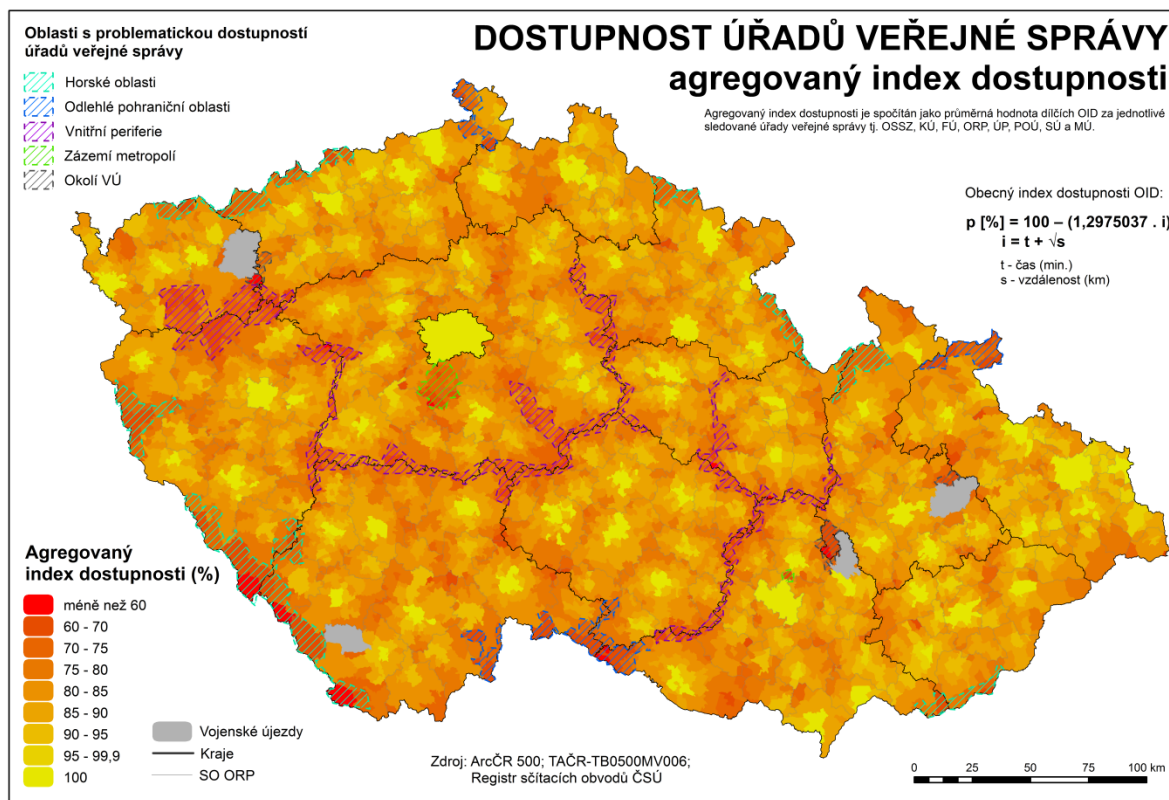 DOSTUPNOST ÚŘADŮ VEŘEJNÉ SPRÁVY
agregovaný index dostupnosti
Agregovaný index dostupnosti je spočítán jako průměrná hodnota dílčích OID za jednotlivé
sledované úřady veřejné správy tj. OSSZ, KÚ, FÚ, ORP, ÚP, POÚ, SÚ a MÚ.
Oblasti s problematickou dostupností
úřadů veřejné správy
Horské oblasti
Odlehlé pohraniční oblasti
Vnitřní periferie
Zázemí metropolí
Okolí VÚ
Obecný index dostupnosti OID:
p [%] = 100 – (1,2975037 . i)
i = t + √s
t - čas (min.)
s - vzdálenost (km)
Agregovaný
index dostupnosti (%)
méně než 60
60 - 70
70 - 75
75 - 80
80 - 85
85 - 90
90 - 95
95 - 99,9
100
Vojenské újezdy
Kraje
SO ORP
Zdroj: ArcČR 500; TAČR-TB0500MV006;
Registr sčítacích obvodů ČSÚ
0 25 50 75 100 km